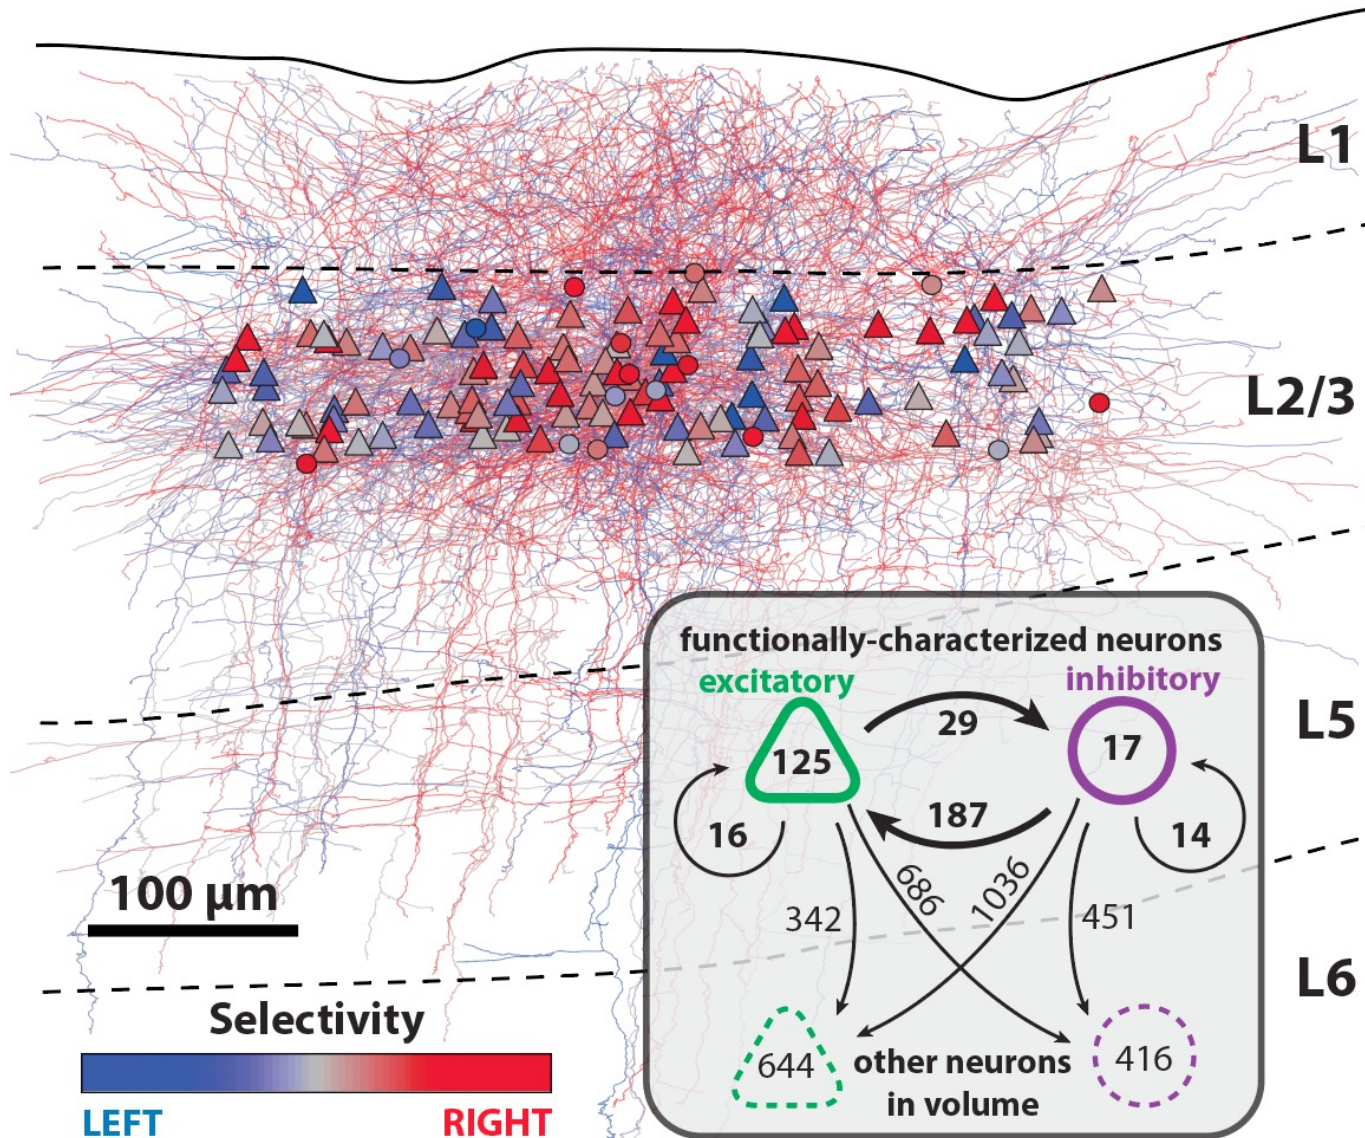 L1
L2/3
L5
L6
functionally-characterized neurons
excitatory
inhibitory
29
125
17
187
16
14
686
1036
342
451
644
other neurons
in volume
416
100 μm
Selectivity
LEFT
RIGHT